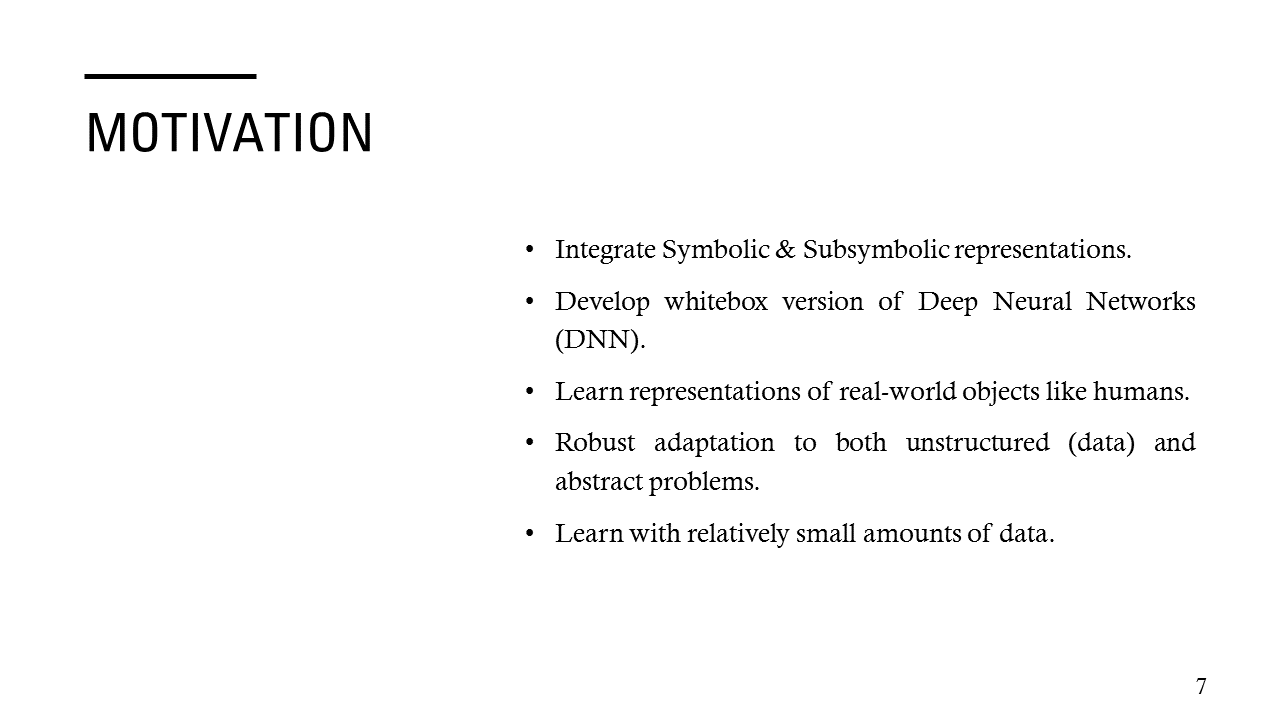 MOTIVATION
• Integrate Symbolic & Subsymbolic representations.
• Develop whitebox version of Deep Neural Networks
(DNN).
• Learn representations of real-world objects like humans.
• Robust adaptation to both unstructured (data) and
abstract problems.
• Learn with relatively small amounts of data.
7